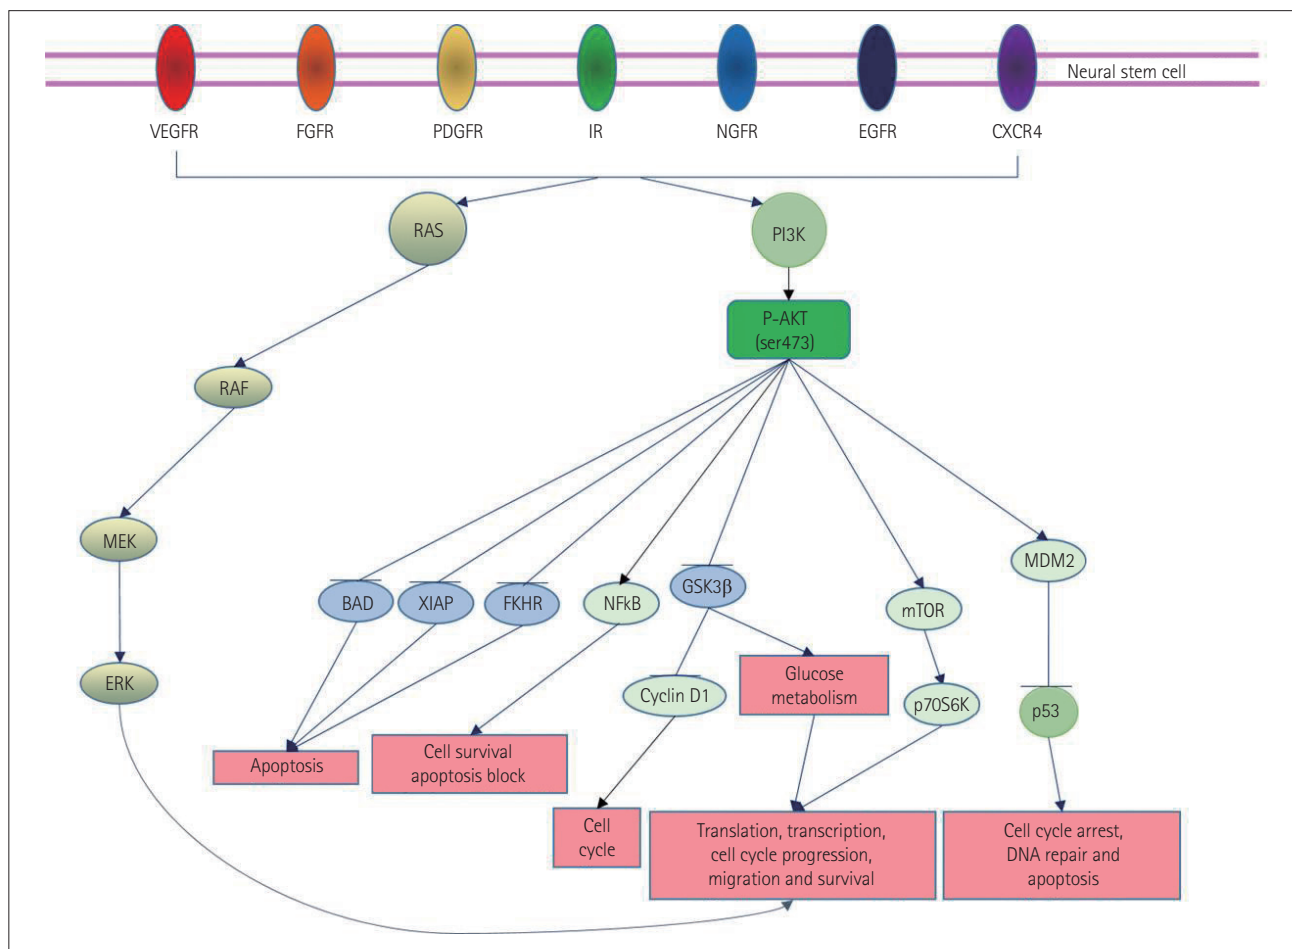 Neural stem cell
VEGFR
FGFR
PDGFR
IR
NGFR
EGFR
CXCR4
RAS
PI3K
P-AKT
(ser473)
RAF
MEK
ERK
BAD
XIAP
FKHR
NFkB
GSK3β
mTOR
MDM2
Cyclin D1
Glucose
metabolism
p70S6K
p53
Apoptosis
Cell survival
apoptosis block
Cell
cycle
Translation, transcription,
cell cycle progression,
migration and survival
Cell cycle arrest,
DNA repair and
apoptosis